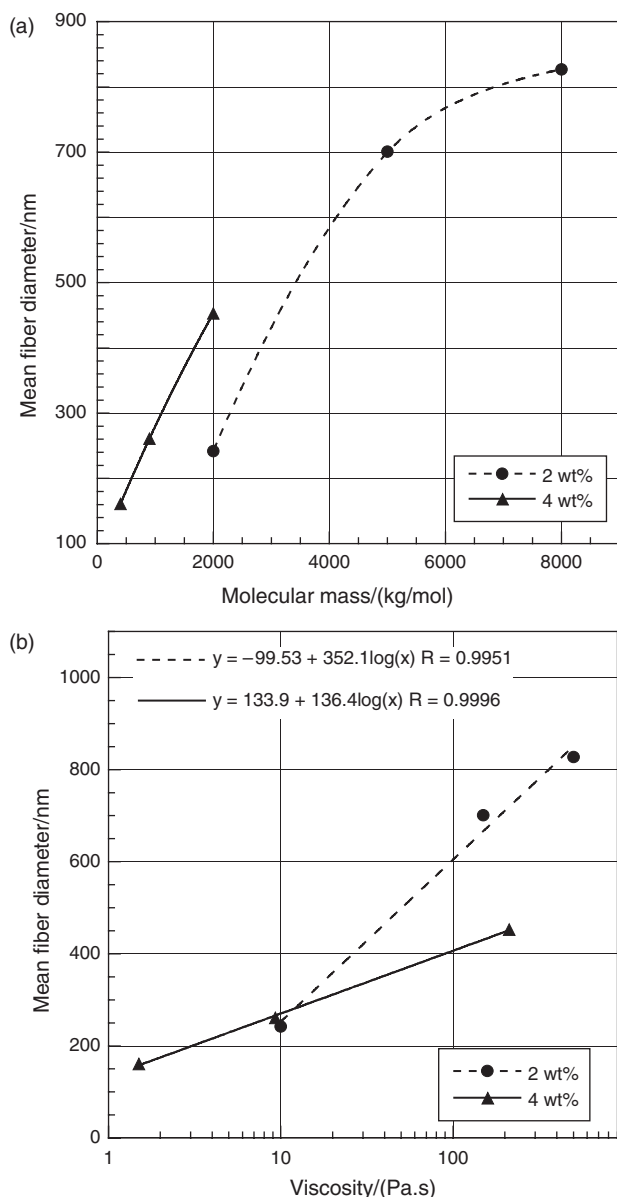 (a)
900
700
500
300
100
Mean fiber diameter/nm
0 2000 4000 6000 8000
Molecular mass/(kg/mol)
2 wt%
4 wt%
(b)
y = −99.53 + 352.1log(x) R = 0.9951
y = 133.9 + 136.4log(x) R = 0.9996
1000
800
600
400
200
0
Mean fiber diameter/nm
1 10 100
Viscosity/(Pa.s)
2 wt%
4 wt%